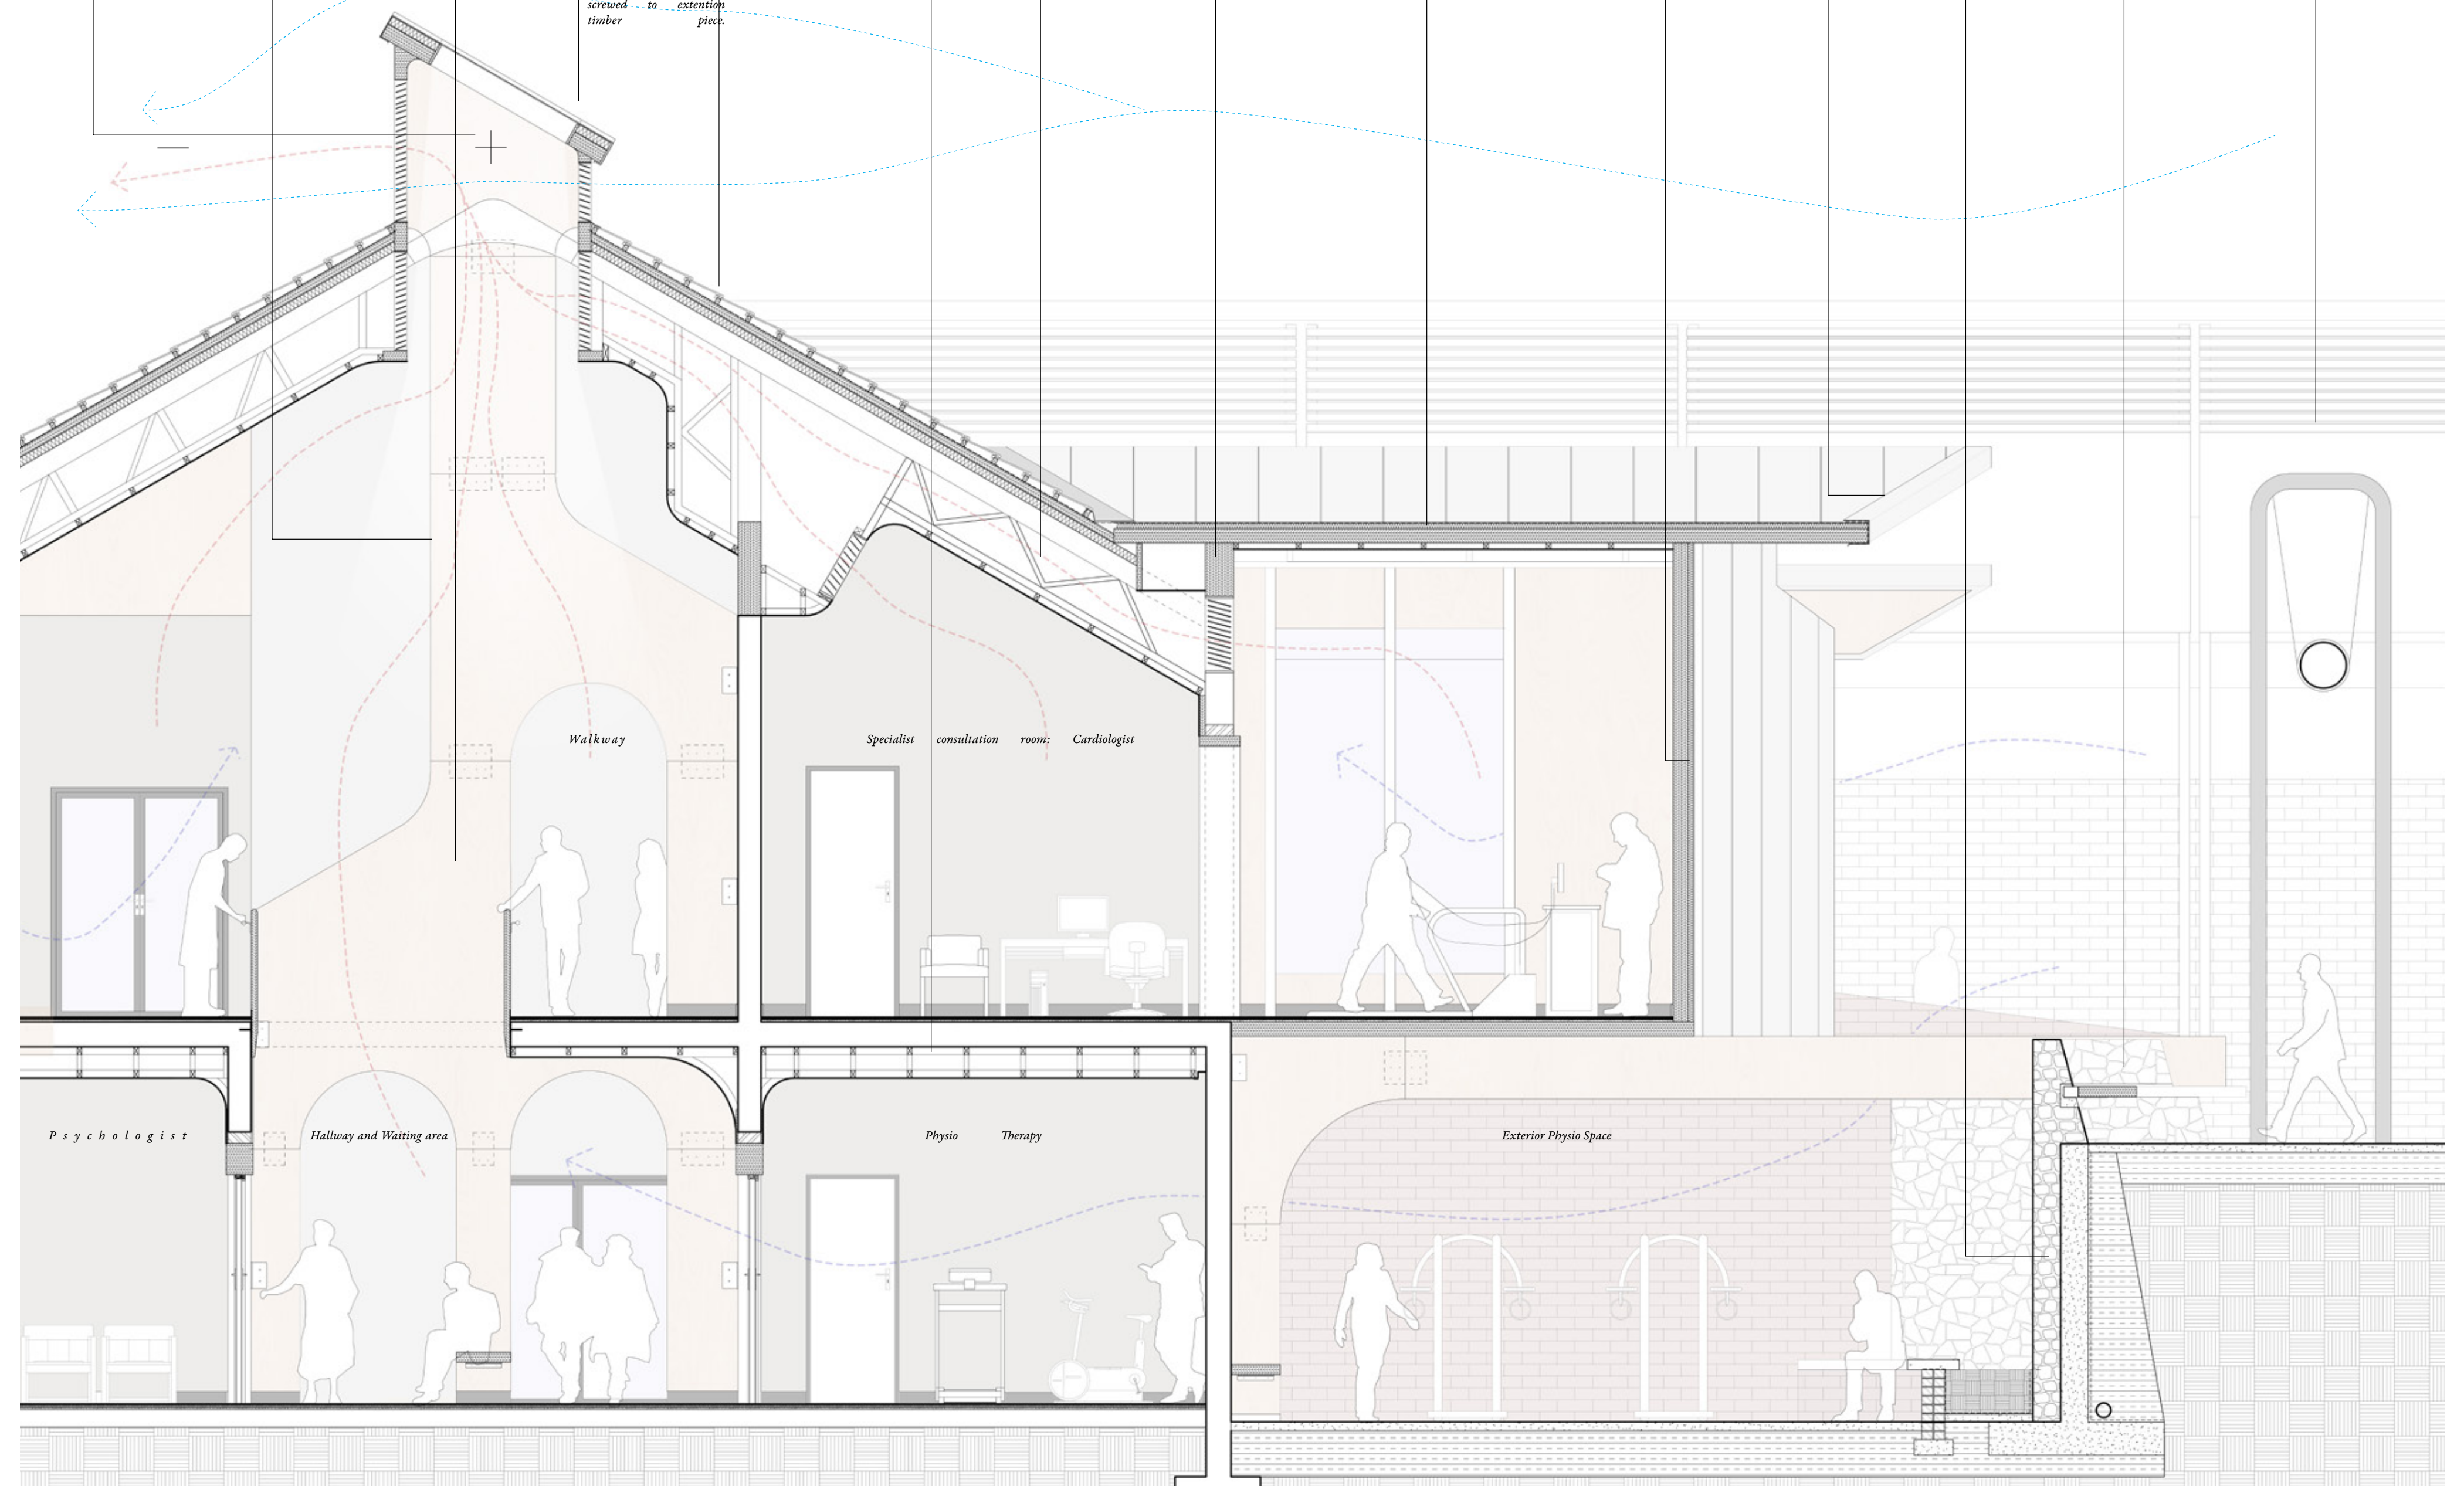 screwed to extention
timber piece.
Walkway
Specialist consultation room: Cardiologist
Psychologist
Hallway and Waiting area
Physio Therapy
Exterior Physio Space